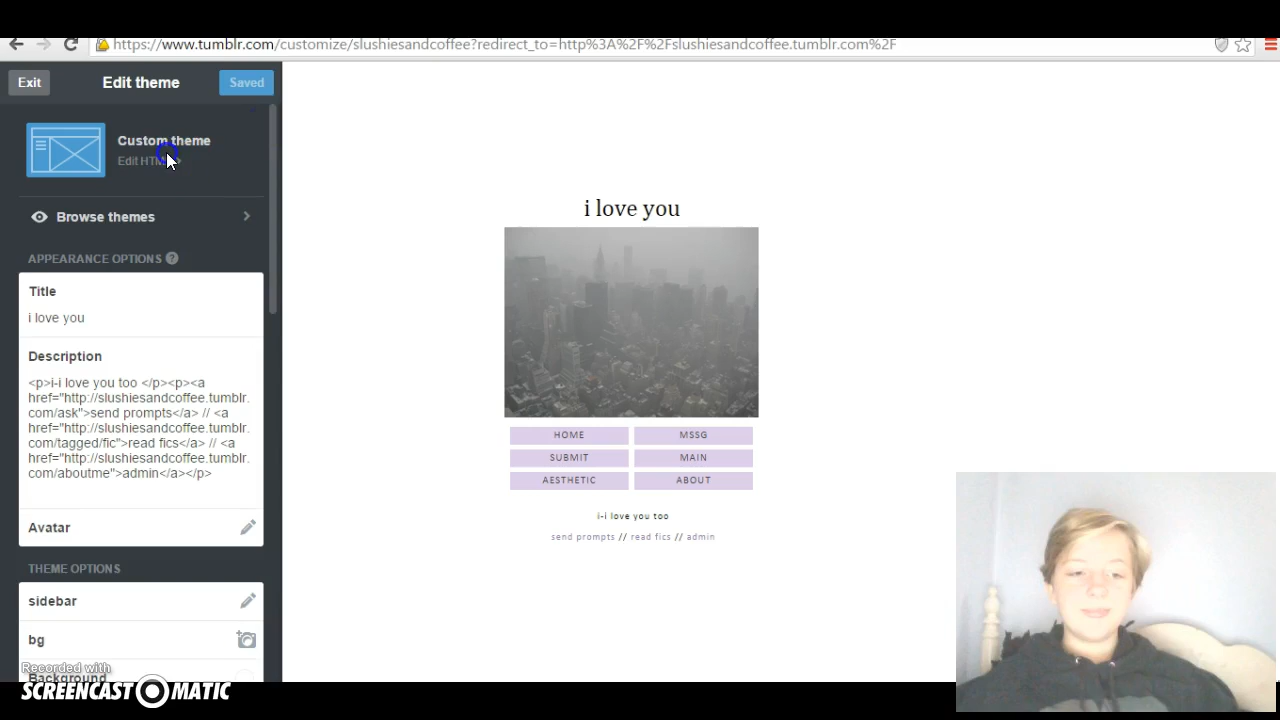 https://www.tumblr.com/customize/slushiesandcoffee?redirect_to=http%3A%2F%2Fslushiesandcoffee.tumblr.com%2F
Exit
Edit theme
Saved
Custom theme
Edit HTM
Browse themes
APPEARANCE OPTIONS ?
Title
i love you
Description
<p>i-i love you too </p><p><a
href="http://slushiesandcoffee.tumblr.
com/ask">send prompts</a> // <a
href="http://slushiesandcoffee.tumblr.
com/tagged/fic">read fics</a> // <a
href="http://slushiesandcoffee.tumblr.
com/aboutme">admin</a></p>
Avatar
THEME OPTIONS
sidebar
bg
Background
Recorded with
SCREENCAST MATIC
i love you
HOME MSSG
SUBMIT MAIN
AESTHETIC ABOUT
i-i love you too
send prompts // read fics // admin